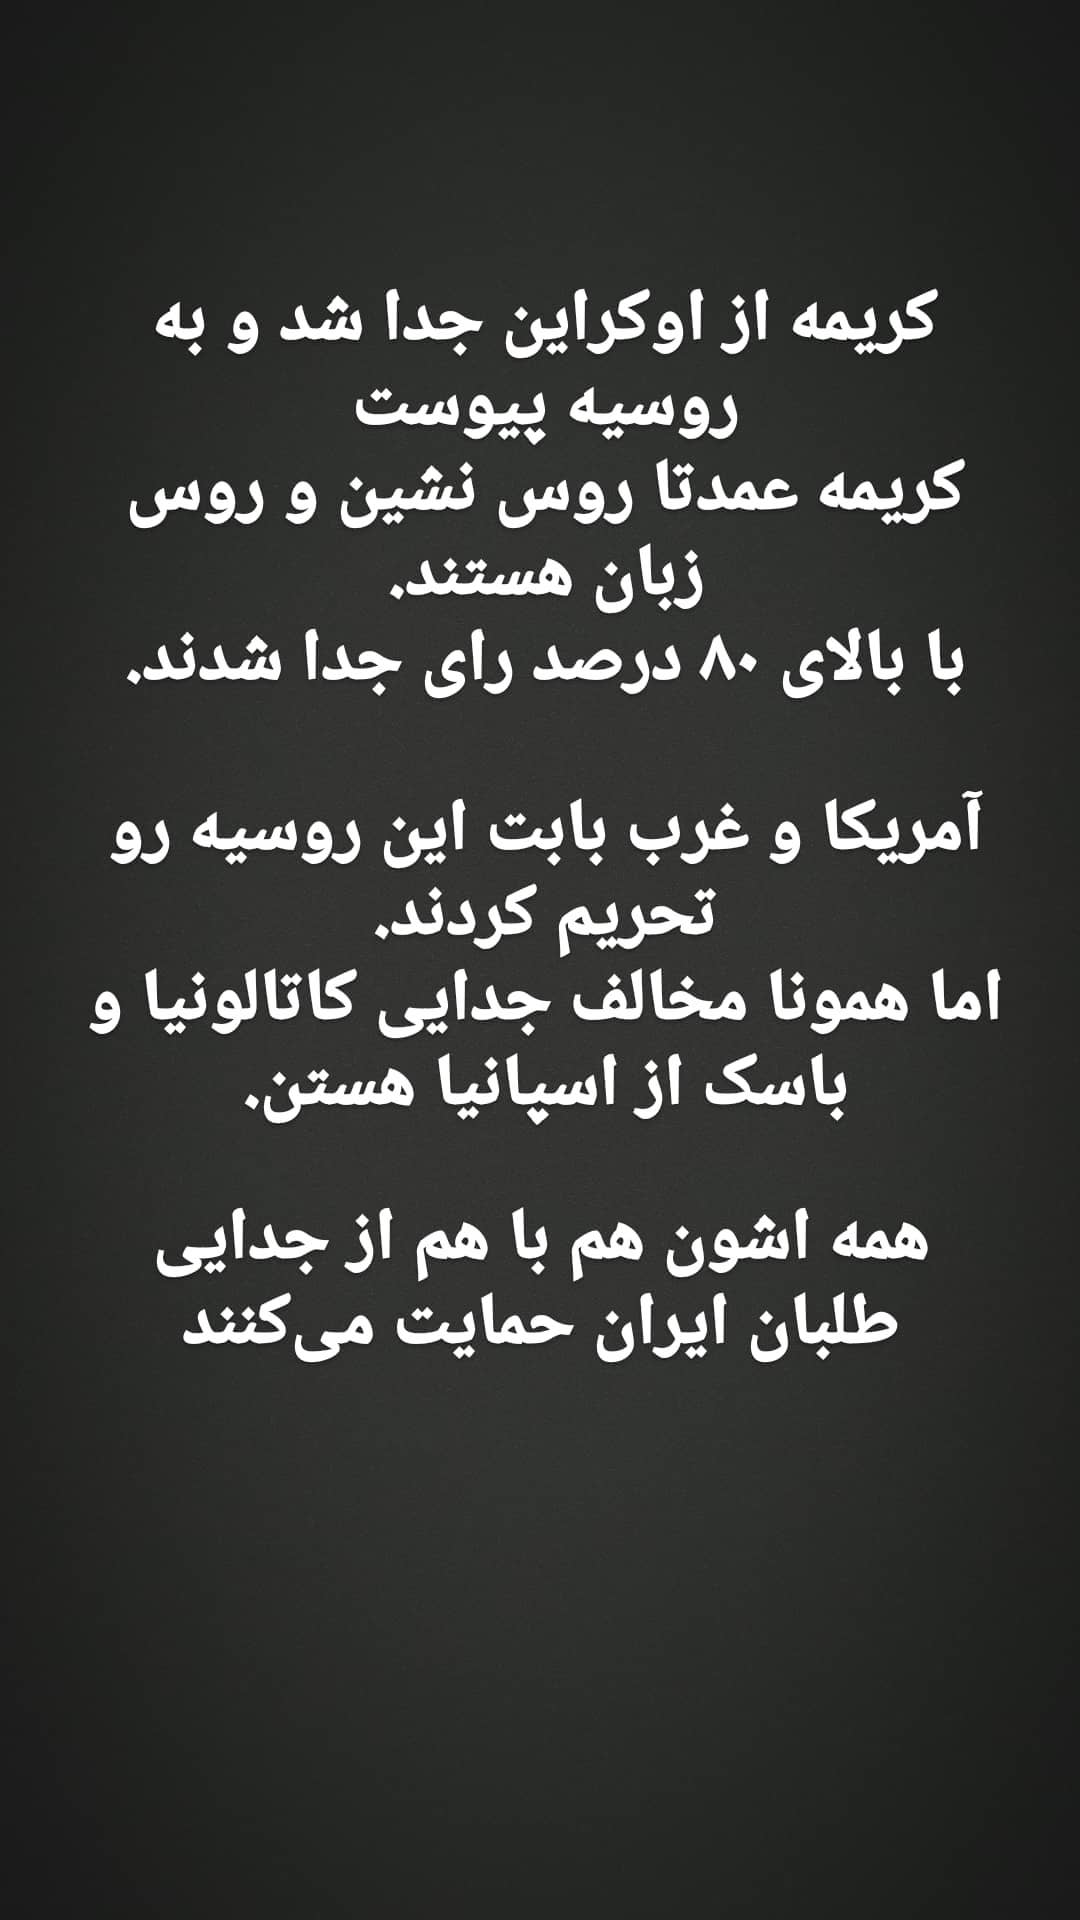 کریمه از اوکراین جدا شد و به
روسیه پیوست
کریمه عمدتا روس نشین و روس
زبان هستند.
با بالای ۸۰ درصد رای جدا شدند.
آمریکا و غرب بابت این روسیه رو
تحریم کردند.
اما همونا مخالف جدایی کاتالونیا و
باسک از اسپانیا هستن.
همه اشون هم با هم از جدایی
طلبان ایران حمایت می‌کنند